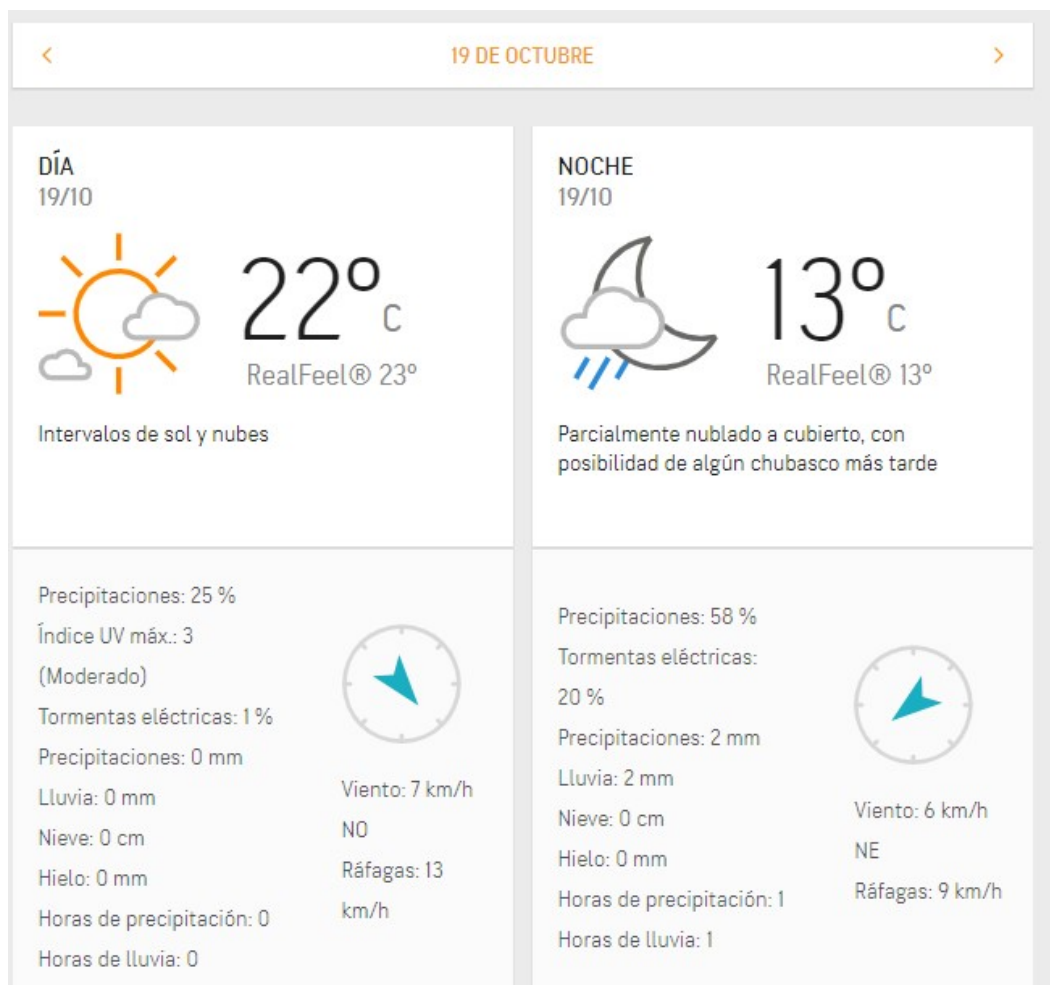 19 DE OCTUBRE
DÍA
19/10
22° C
RealFeel® 23°
Intervalos de sol y nubes
Precipitaciones: 25 %
Índice UV máx.: 3
(Moderado)
Tormentas eléctricas: 1 %
Precipitaciones: 0 mm
Lluvia: 0 mm
Nieve: 0 cm
Hielo: 0 mm
Horas de precipitación: 0
Horas de lluvia: 0
Viento: 7 km/h
NO
Ráfagas: 13
km/h
NOCHE
19/10
13° C
RealFeel® 13°
Parcialmente nublado a cubierto, con
posibilidad de algún chubasco más tarde
Precipitaciones: 58 %
Tormentas eléctricas:
20 %
Precipitaciones: 2 mm
Lluvia: 2 mm
Nieve: 0 cm
Hielo: 0 mm
Horas de precipitación: 1
Horas de lluvia: 1
Viento: 6 km/h
NE
Ráfagas: 9 km/h